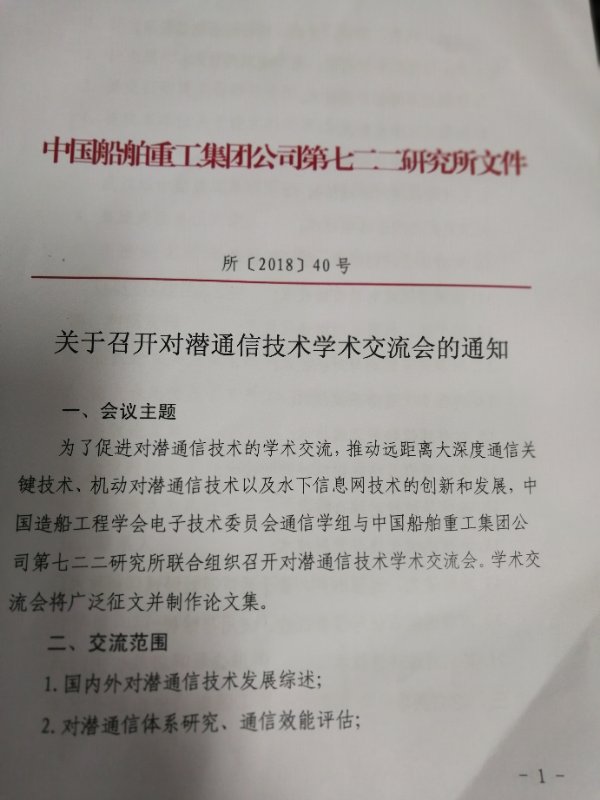 中国船舶重工集团公司第七二二研究所文件
所〔2018〕40号
关于召开对潜通信技术学术交流会的通知
一、会议主题
为了促进对潜通信技术的学术交流，推动远距离大深度通信关
键技术、机动对潜通信技术以及水下信息网技术的创新和发展，中
国造船工程学会电子技术委员会通信学组与中国船舶重工集团公
司第七二二研究所联合组织召开对潜通信技术学术交流会。学术交
流会将广泛征文并制作论文集。
二、交流范围
1.国内外对潜通信技术发展综述；
2.对潜通信体系研究、通信效能评估；
- 1 -